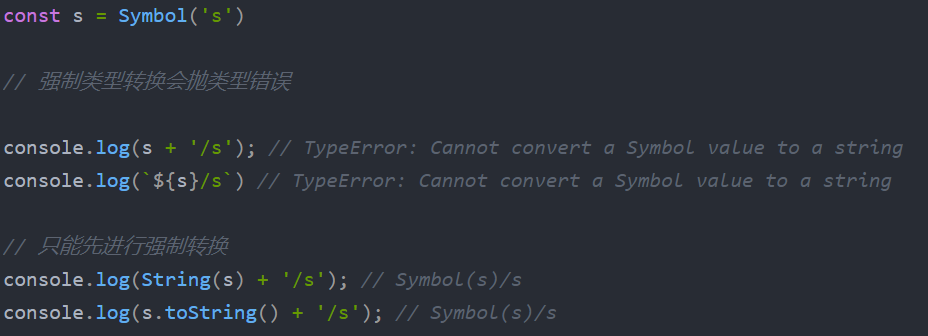 const s = Symbol('s')
// 强制类型转换会抛类型错误
console.log(s + '/s'); // TypeError: Cannot convert a Symbol value to a string
console.log(`${s}/s`) // TypeError: Cannot convert a Symbol value to a string
// 只能先进行强制转换
console.log(String(s) + '/s'); // Symbol(s)/s
console.log(s.toString() + '/s'); // Symbol(s)/s